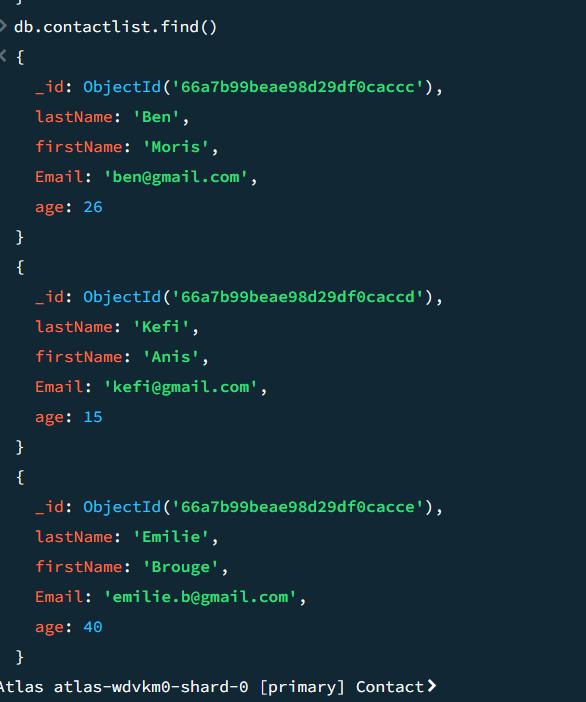 > db.contactlist.find()
< {
_id: ObjectId('66a7b99beae98d29df0caccc'),
lastName: 'Ben',
firstName: 'Moris',
Email: 'ben@gmail.com',
age: 26
}
{
_id: ObjectId('66a7b99beae98d29df0caccd'),
lastName: 'Kefi',
firstName: 'Anis',
Email: 'kefi@gmail.com',
age: 15
}
{
_id: ObjectId('66a7b99beae98d29df0cacce'),
lastName: 'Emilie',
firstName: 'Brouge',
Email: 'emilie.b@gmail.com',
age: 40
}
Atlas atlas-wdvkm0-shard-0 [primary] Contact>